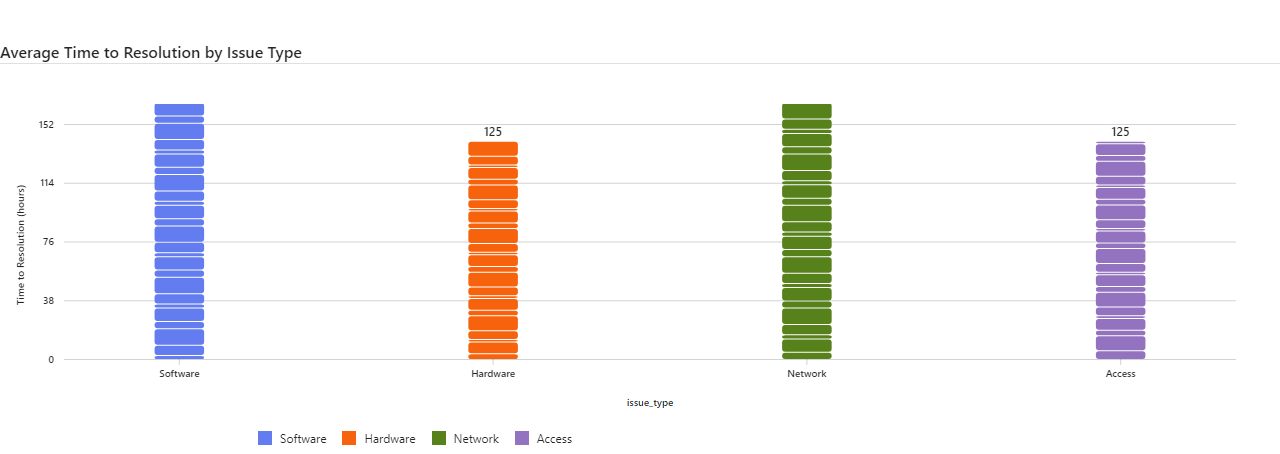 Average Time to Resolution by Issue Type
152
114
76
38
0
Time to Resolution (hours)
125
125
Software
Hardware
Network
Access
issue_type
Software
Hardware
Network
Access